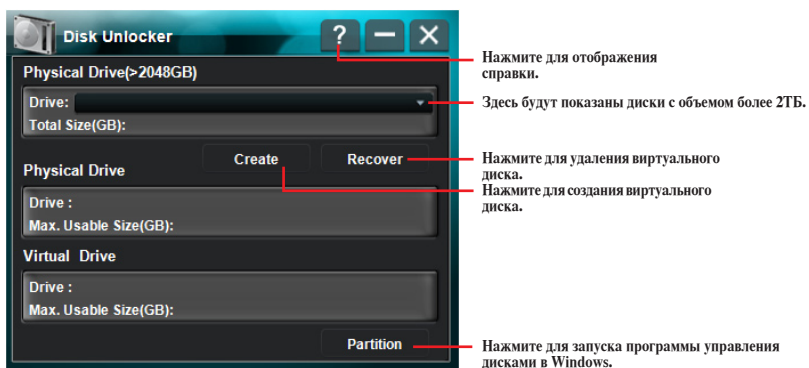 Disk Unlocker
?
Physical Drive(>2048GB)
Drive:
Total Size(GB):
Create
Recover
Physical Drive
Drive :
Max. Usable Size(GB):
Virtual Drive
Drive :
Max. Usable Size(GB):
Partition
Нажмите для отображения
справки.
Здесь будут показаны диски с объемом более 2ТБ.
Нажмите для удаления виртуального
диска.
Нажмите для создания виртуального
диска.
Нажмите для запуска программы управления
дисками в Windows.